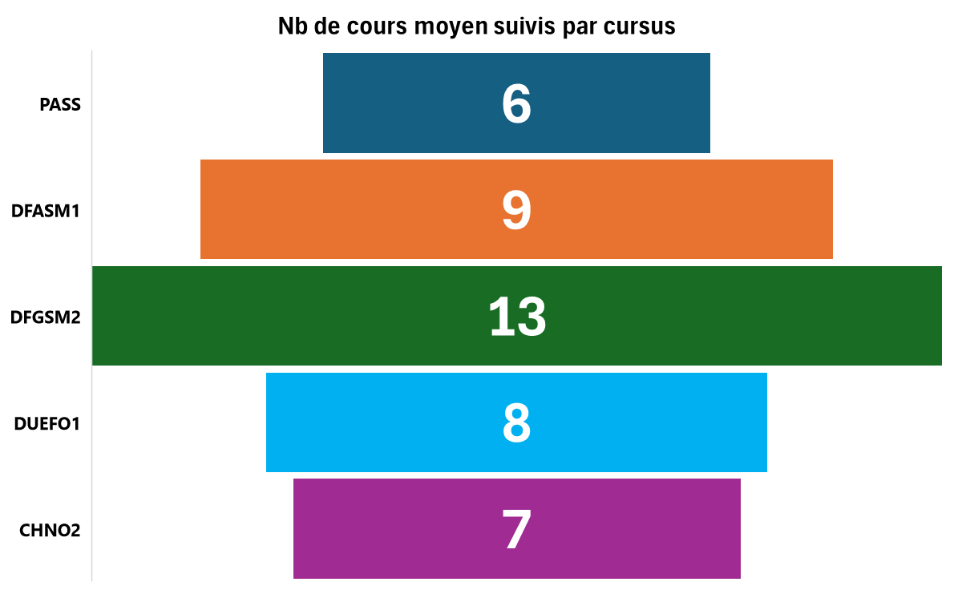 Nb de cours moyen suivis par cursus
PASS
6
DFASM1
9
DFGSM2
13
DUEFO1
8
CHNO2
7